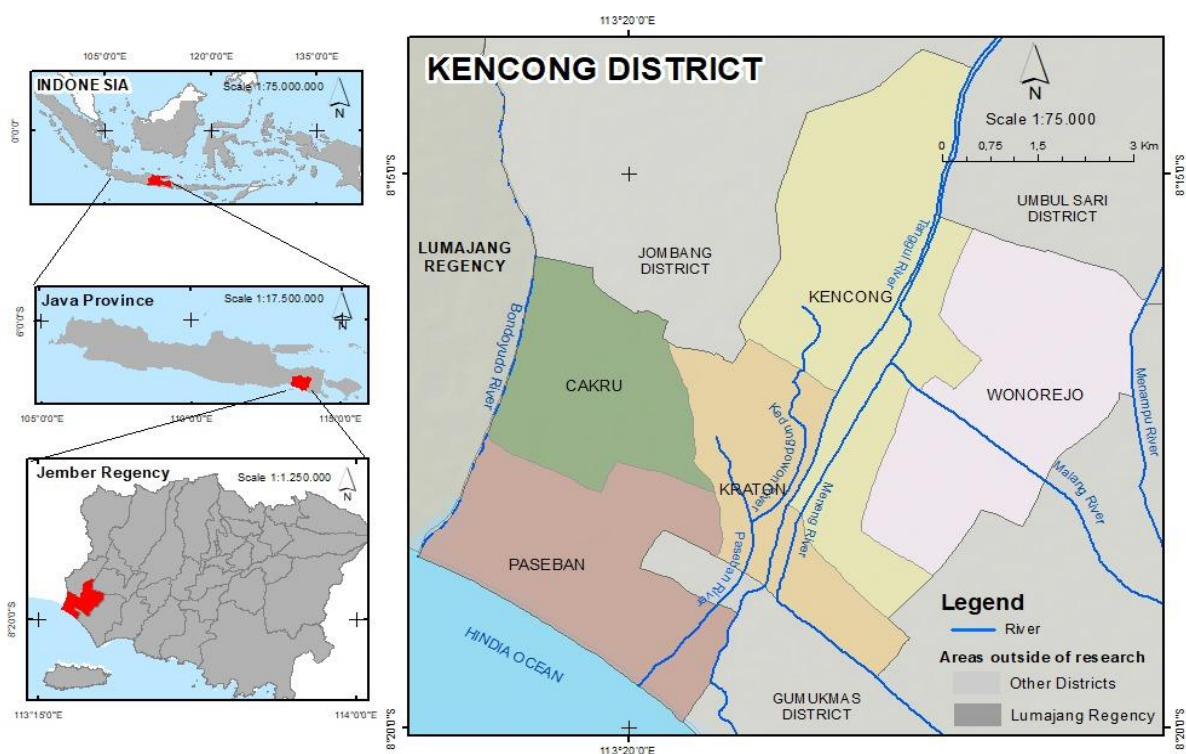 105°0'0"E
120°0'0"E
135°0'0"E
INDONESIA
Scale 1:75.000.000
N
0°0'0"
Java Province
Scale 1:17.500.000
N
6°0'0"S
105°0'0"E
110°0'0"E
115°0'0"E
Jember Regency
Scale 1:1.250.000
N
8°20'0"S
113°15'0"E
114°0'0"E
113°20'0"E
KENCONG DISTRICT
N
Scale 1:75.000
0 0,75 1,5 3 Km
8°15'0"S
8°15'0"S
UMBUL SARI
DISTRICT
LUMAJANG
REGENCY
JOMBANG
DISTRICT
Tanggul River
KENCONG
Bondoyudo River
CAKRU
WONOREJO
Menampu River
Kedungpowon River
KRATON
Meneng River
Malang River
PASEBAN
Paseban River
HINDIA OCEAN
GUMUKMAS
DISTRICT
Legend
River
Areas outside of research
Other Districts
Lumajang Regency
8°20'0"S
8°20'0"S
113°20'0"E